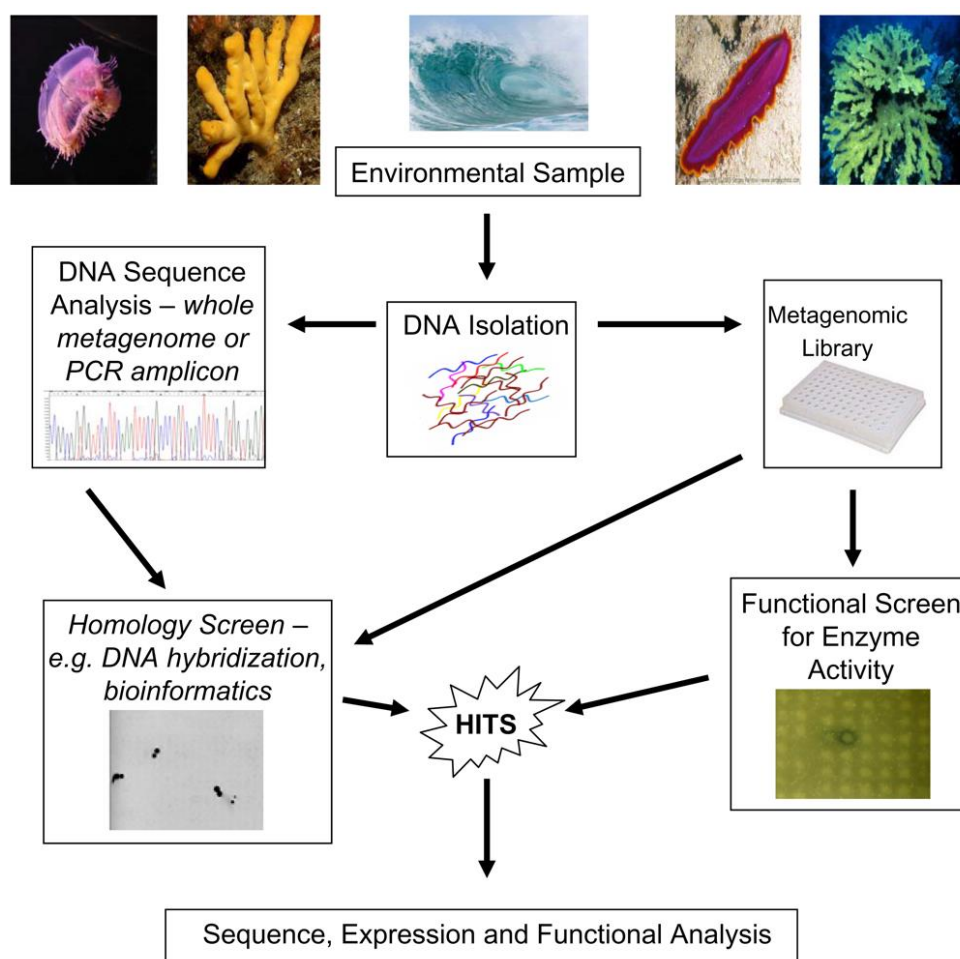 Environmental Sample
DNA Sequence
Analysis – whole
metagenome or
PCR amplicon
DNA Isolation
Metagenomic
Library
Homology Screen –
e.g. DNA hybridization,
bioinformatics
HITS
Functional Screen
for Enzyme
Activity
Sequence, Expression and Functional Analysis